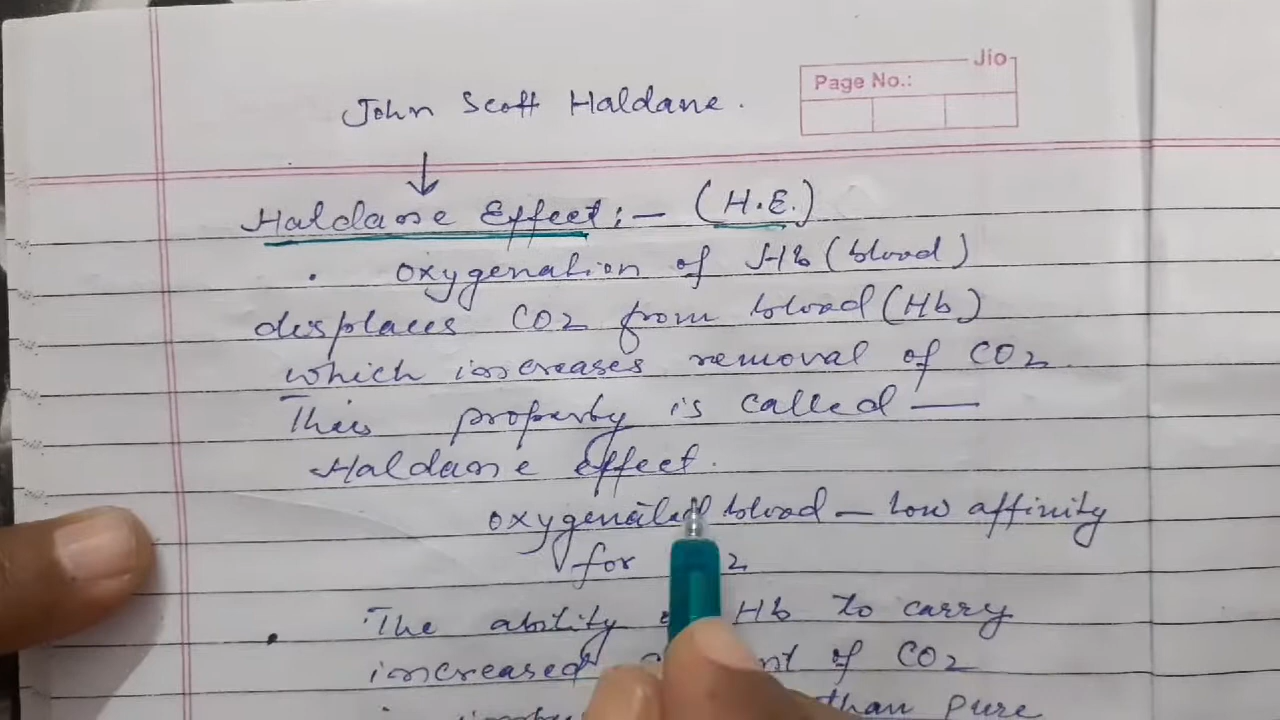 Jio
Page No.:
John Scott Haldane.
Haldane Effect:- (H.E.)
• Oxygenation of Hb (blood)
displaces CO2 from blood (Hb)
which increases removal of CO2.
This property is called —
Haldane effect.
oxygenated blood - low affinity
for 2
• The ability Hb to carry
increased of CO2
than pure